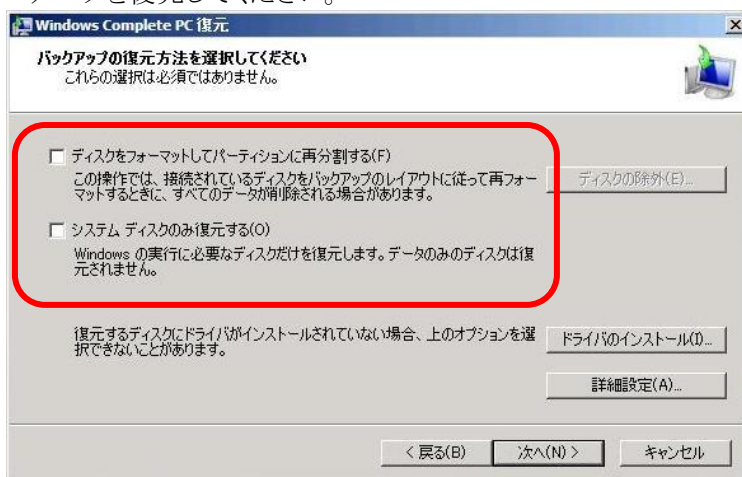 Windows Complete PC 復元
バックアップの復元方法を選択してください
これらの選択は必須ではありません。
ディスクをフォーマットしてパーティションに再分割する(F)
この操作では、接続されているディスクをバックアップのレイアウトに従って再フォー
マットするときに、すべてのデータが削除される場合があります。
ディスクの除外(E)...
システム ディスクのみ復元する(O)
Windows の実行に必要なディスクだけを復元します。データのみのディスクは復
元されません。
復元するディスクにドライバがインストールされていない場合、上のオプションを選
択できないことがあります。
ドライバのインストール(I)...
詳細設定(A)...
< 戻る(B)
次へ(N) >
キャンセル